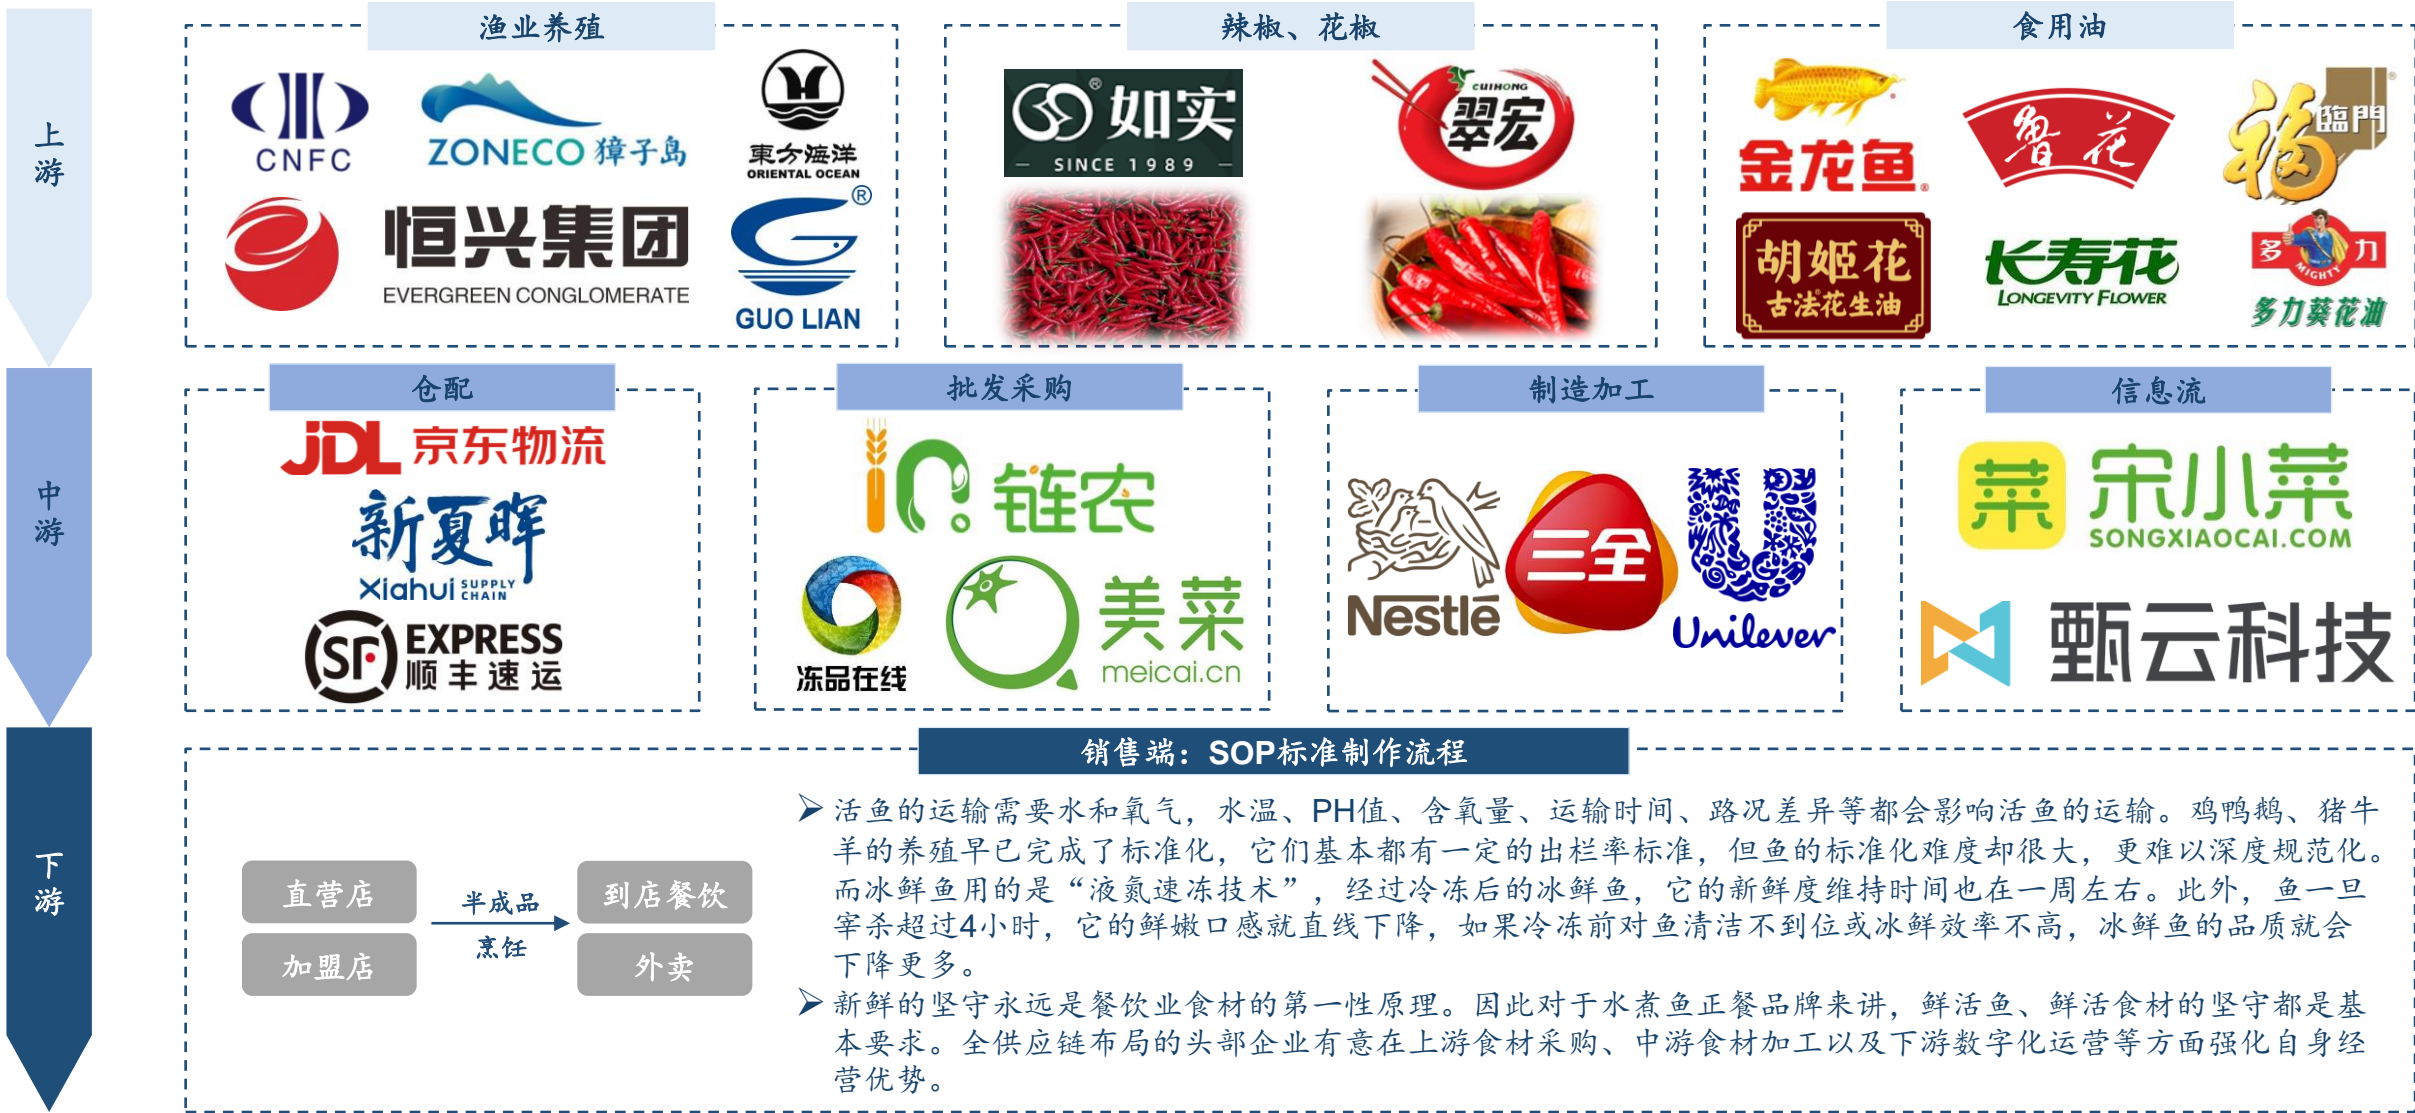 上游
渔业养殖
CNFC
ZONECO 獐子岛
東方海洋
ORIENTAL OCEAN
恒兴集团
EVERGREEN CONGLOMERATE
®
GUO LIAN
辣椒、花椒
® 如实
SINCE 1989
CUIHONG
翠宏
食用油
金龙鱼®
魯花
福臨門®
胡姬花
古法花生油
长寿花
LONGEVITY FLOWER
多力
MIGHTY
多力葵花油
中游
仓配
JDL 京东物流
新夏晖
Xiahui SUPPLY CHAIN
SF EXPRESS
顺丰速运
批发采购
链农
冻品在线
美菜
meicai.cn
制造加工
Nestlé
三全
Unilever
信息流
菜 宋小菜
SONGXIAOCAI.COM
甄云科技
下游
销售端：SOP标准制作流程
直营店
加盟店
半成品
烹饪
到店餐饮
外卖
➢ 活鱼的运输需要水和氧气，水温、PH值、含氧量、运输时间、路况差异等都会影响活鱼的运输。鸡鸭鹅、猪牛
羊的养殖早已完成了标准化，它们基本都有一定的出栏率标准，但鱼的标准化难度却很大，更难以深度规范化。
而冰鲜鱼用的是“液氮速冻技术”，经过冷冻后的冰鲜鱼，它的新鲜度维持时间也在一周左右。此外，鱼一旦
宰杀超过4小时，它的鲜嫩口感就直线下降，如果冷冻前对鱼清洁不到位或冰鲜效率不高，冰鲜鱼的品质就会
下降更多。
➢ 新鲜的坚守永远是餐饮业食材的第一性原理。因此对于水煮鱼正餐品牌来讲，鲜活鱼、鲜活食材的坚守都是基
本要求。全供应链布局的头部企业有意在上游食材采购、中游食材加工以及下游数字化运营等方面强化自身经
营优势。